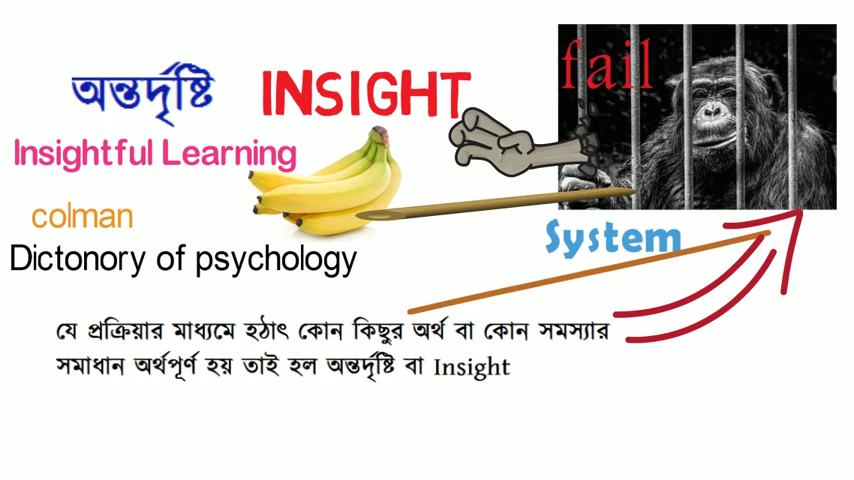 অন্তর্দৃষ্টি INSIGHT
fail
Insightful Learning
colman
System
Dictonory of psychology
যে প্রক্রিয়ার মাধ্যমে হঠাৎ কোন কিছুর অর্থ বা কোন সমস্যার
সমাধান অর্থপূর্ণ হয় তাই হল অন্তর্দৃষ্টি বা Insight